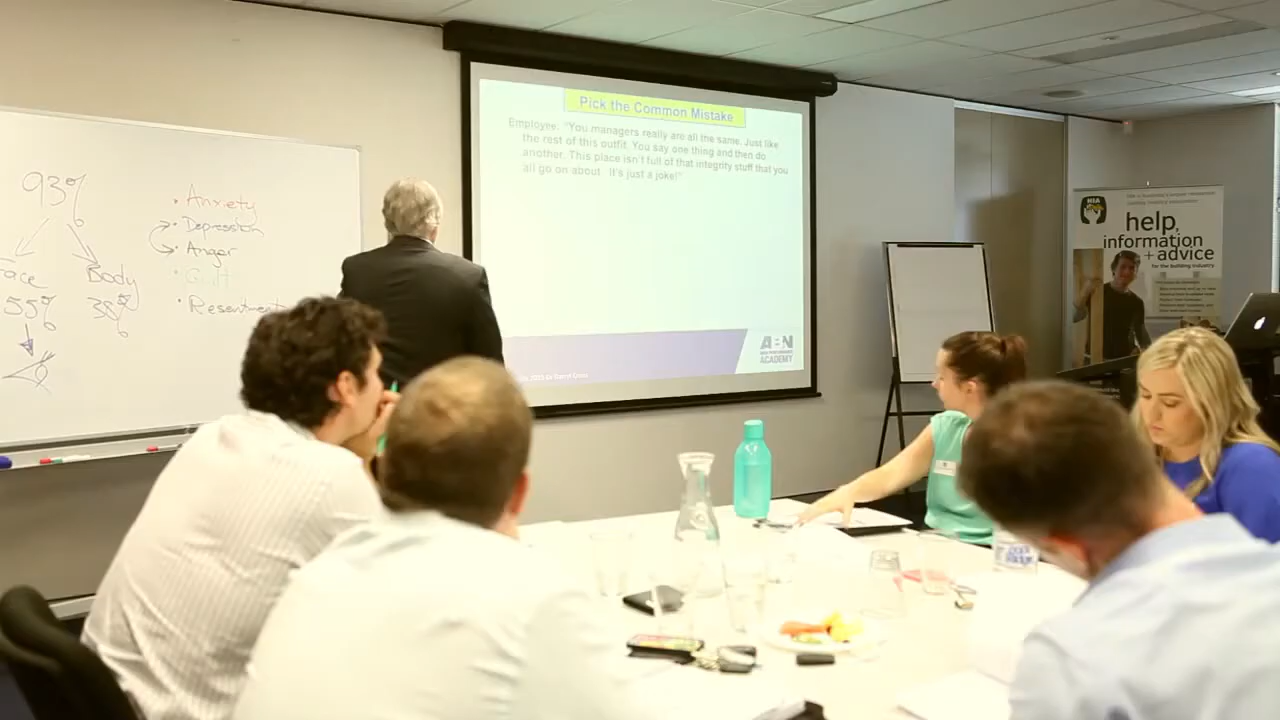 93%
Face
55%
Body
38%
• Anxiety
• Depression
• Anger
Guilt
• Resentment
Pick the Common Mistake
Employee: "You managers really are all the same. Just like
the rest of this outfit. You say one thing and then do
another. This place isn't full of that integrity stuff that you
all go on about. It's just a joke!"
ACADEMY
HIA
help,
information
+ advice
for the building industry